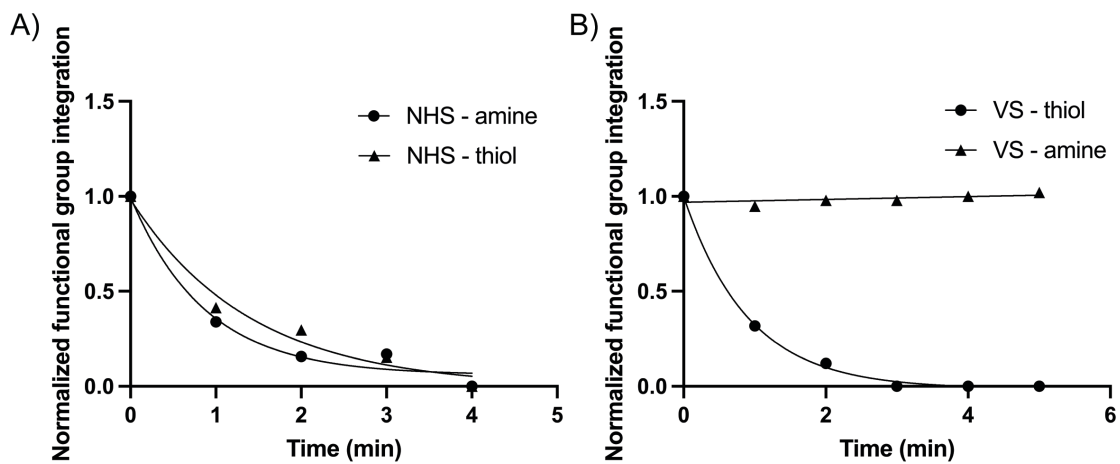 A)
Normalized functional group integration
1.5
1.0
0.5
0.0
0
1
2
3
4
5
Time (min)
NHS - amine
NHS - thiol
B)
Normalized functional group integration
1.5
1.0
0.5
0.0
0
2
4
6
Time (min)
VS - thiol
VS - amine